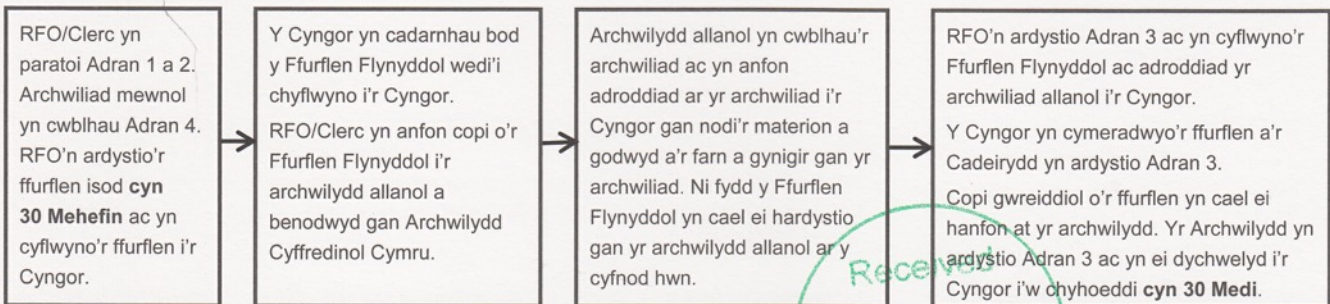 RFO/Clerc yn
paratoi Adran 1 a 2.
Archwiliad mewnol
yn cwblhau Adran 4.
RFO'n ardystio'r
ffurflen isod cyn
30 Mehefin ac yn
cyflwyno'r ffurflen i'r
Cyngor.
Y Cyngor yn cadarnhau bod
y Ffurflen Flynyddol wedi'i
chyflwyno i'r Cyngor.
RFO/Clerc yn anfon copi o'r
Ffurflen Flynyddol i'r
archwilydd allanol a
benodwyd gan Archwilydd
Cyffredinol Cymru.
Archwilydd allanol yn cwblhau'r
archwiliad ac yn anfon
adroddiad ar yr archwiliad i'r
Cyngor gan nodi'r materion a
godwyd a'r farn a gynigir gan yr
archwiliad. Ni fydd y Ffurflen
Flynyddol yn cael ei hardystio
gan yr archwilydd allanol ar y
cyfnod hwn.
RFO'n ardystio Adran 3 ac yn cyflwyno'r
Ffurflen Flynyddol ac adroddiad yr
archwiliad allanol i'r Cyngor.
Y Cyngor yn cymeradwyo'r ffurflen a'r
Cadeirydd yn ardystio Adran 3.
Copi gwreiddiol o'r ffurflen yn cael ei
hanfon at yr archwilydd. Yr Archwilydd yn
ardystio Adran 3 ac yn ei dychwelyd i'r
Cyngor i'w chyhoeddi cyn 30 Medi.
Received